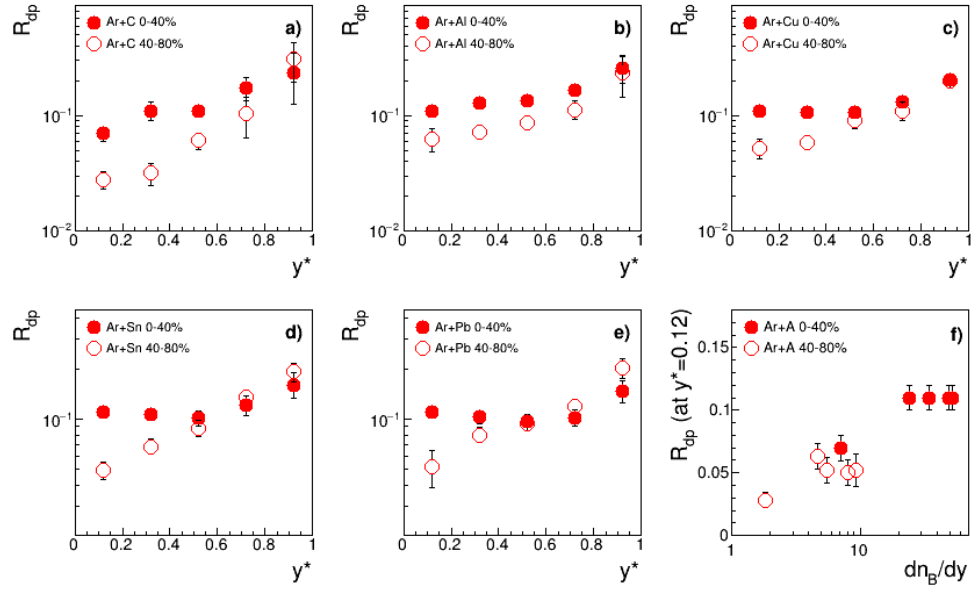 R_dp
a)
Ar+C 0-40%
Ar+C 40-80%
10⁻¹
10⁻²
0 0.2 0.4 0.6 0.8 1
y*
R_dp
b)
Ar+Al 0-40%
Ar+Al 40-80%
10⁻¹
10⁻²
0 0.2 0.4 0.6 0.8 1
y*
R_dp
c)
Ar+Cu 0-40%
Ar+Cu 40-80%
10⁻¹
10⁻²
0 0.2 0.4 0.6 0.8 1
y*
R_dp
d)
Ar+Sn 0-40%
Ar+Sn 40-80%
10⁻¹
0 0.2 0.4 0.6 0.8 1
y*
R_dp
e)
Ar+Pb 0-40%
Ar+Pb 40-80%
10⁻¹
0 0.2 0.4 0.6 0.8 1
y*
R_dp (at y*=0.12)
f)
Ar+A 0-40%
Ar+A 40-80%
0.15
0.1
0.05
0
1 10
dn_B/dy